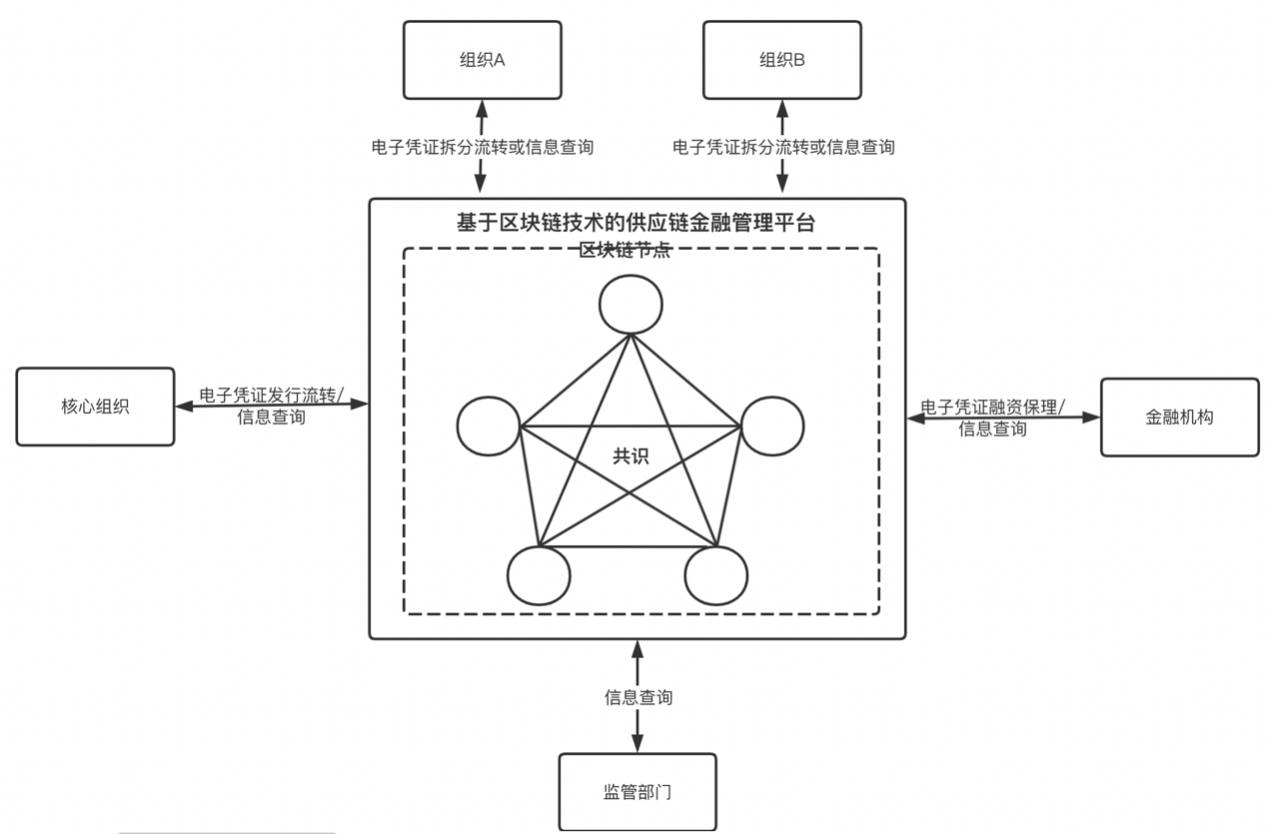 组织A
组织B
电子凭证拆分流转或信息查询
电子凭证拆分流转或信息查询
基于区块链技术的供应链金融管理平台
区块链节点
核心组织
电子凭证发行流转/
信息查询
共识
电子凭证融资保理/
信息查询
金融机构
信息查询
监管部门